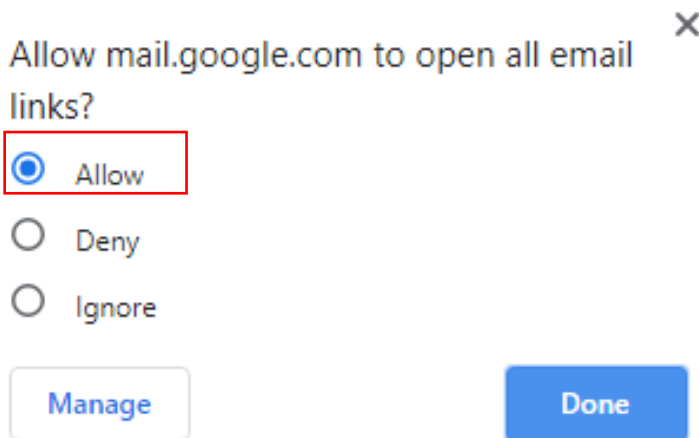 Allow mail.google.com to open all email
links?
Allow
Deny
Ignore
Manage
Done